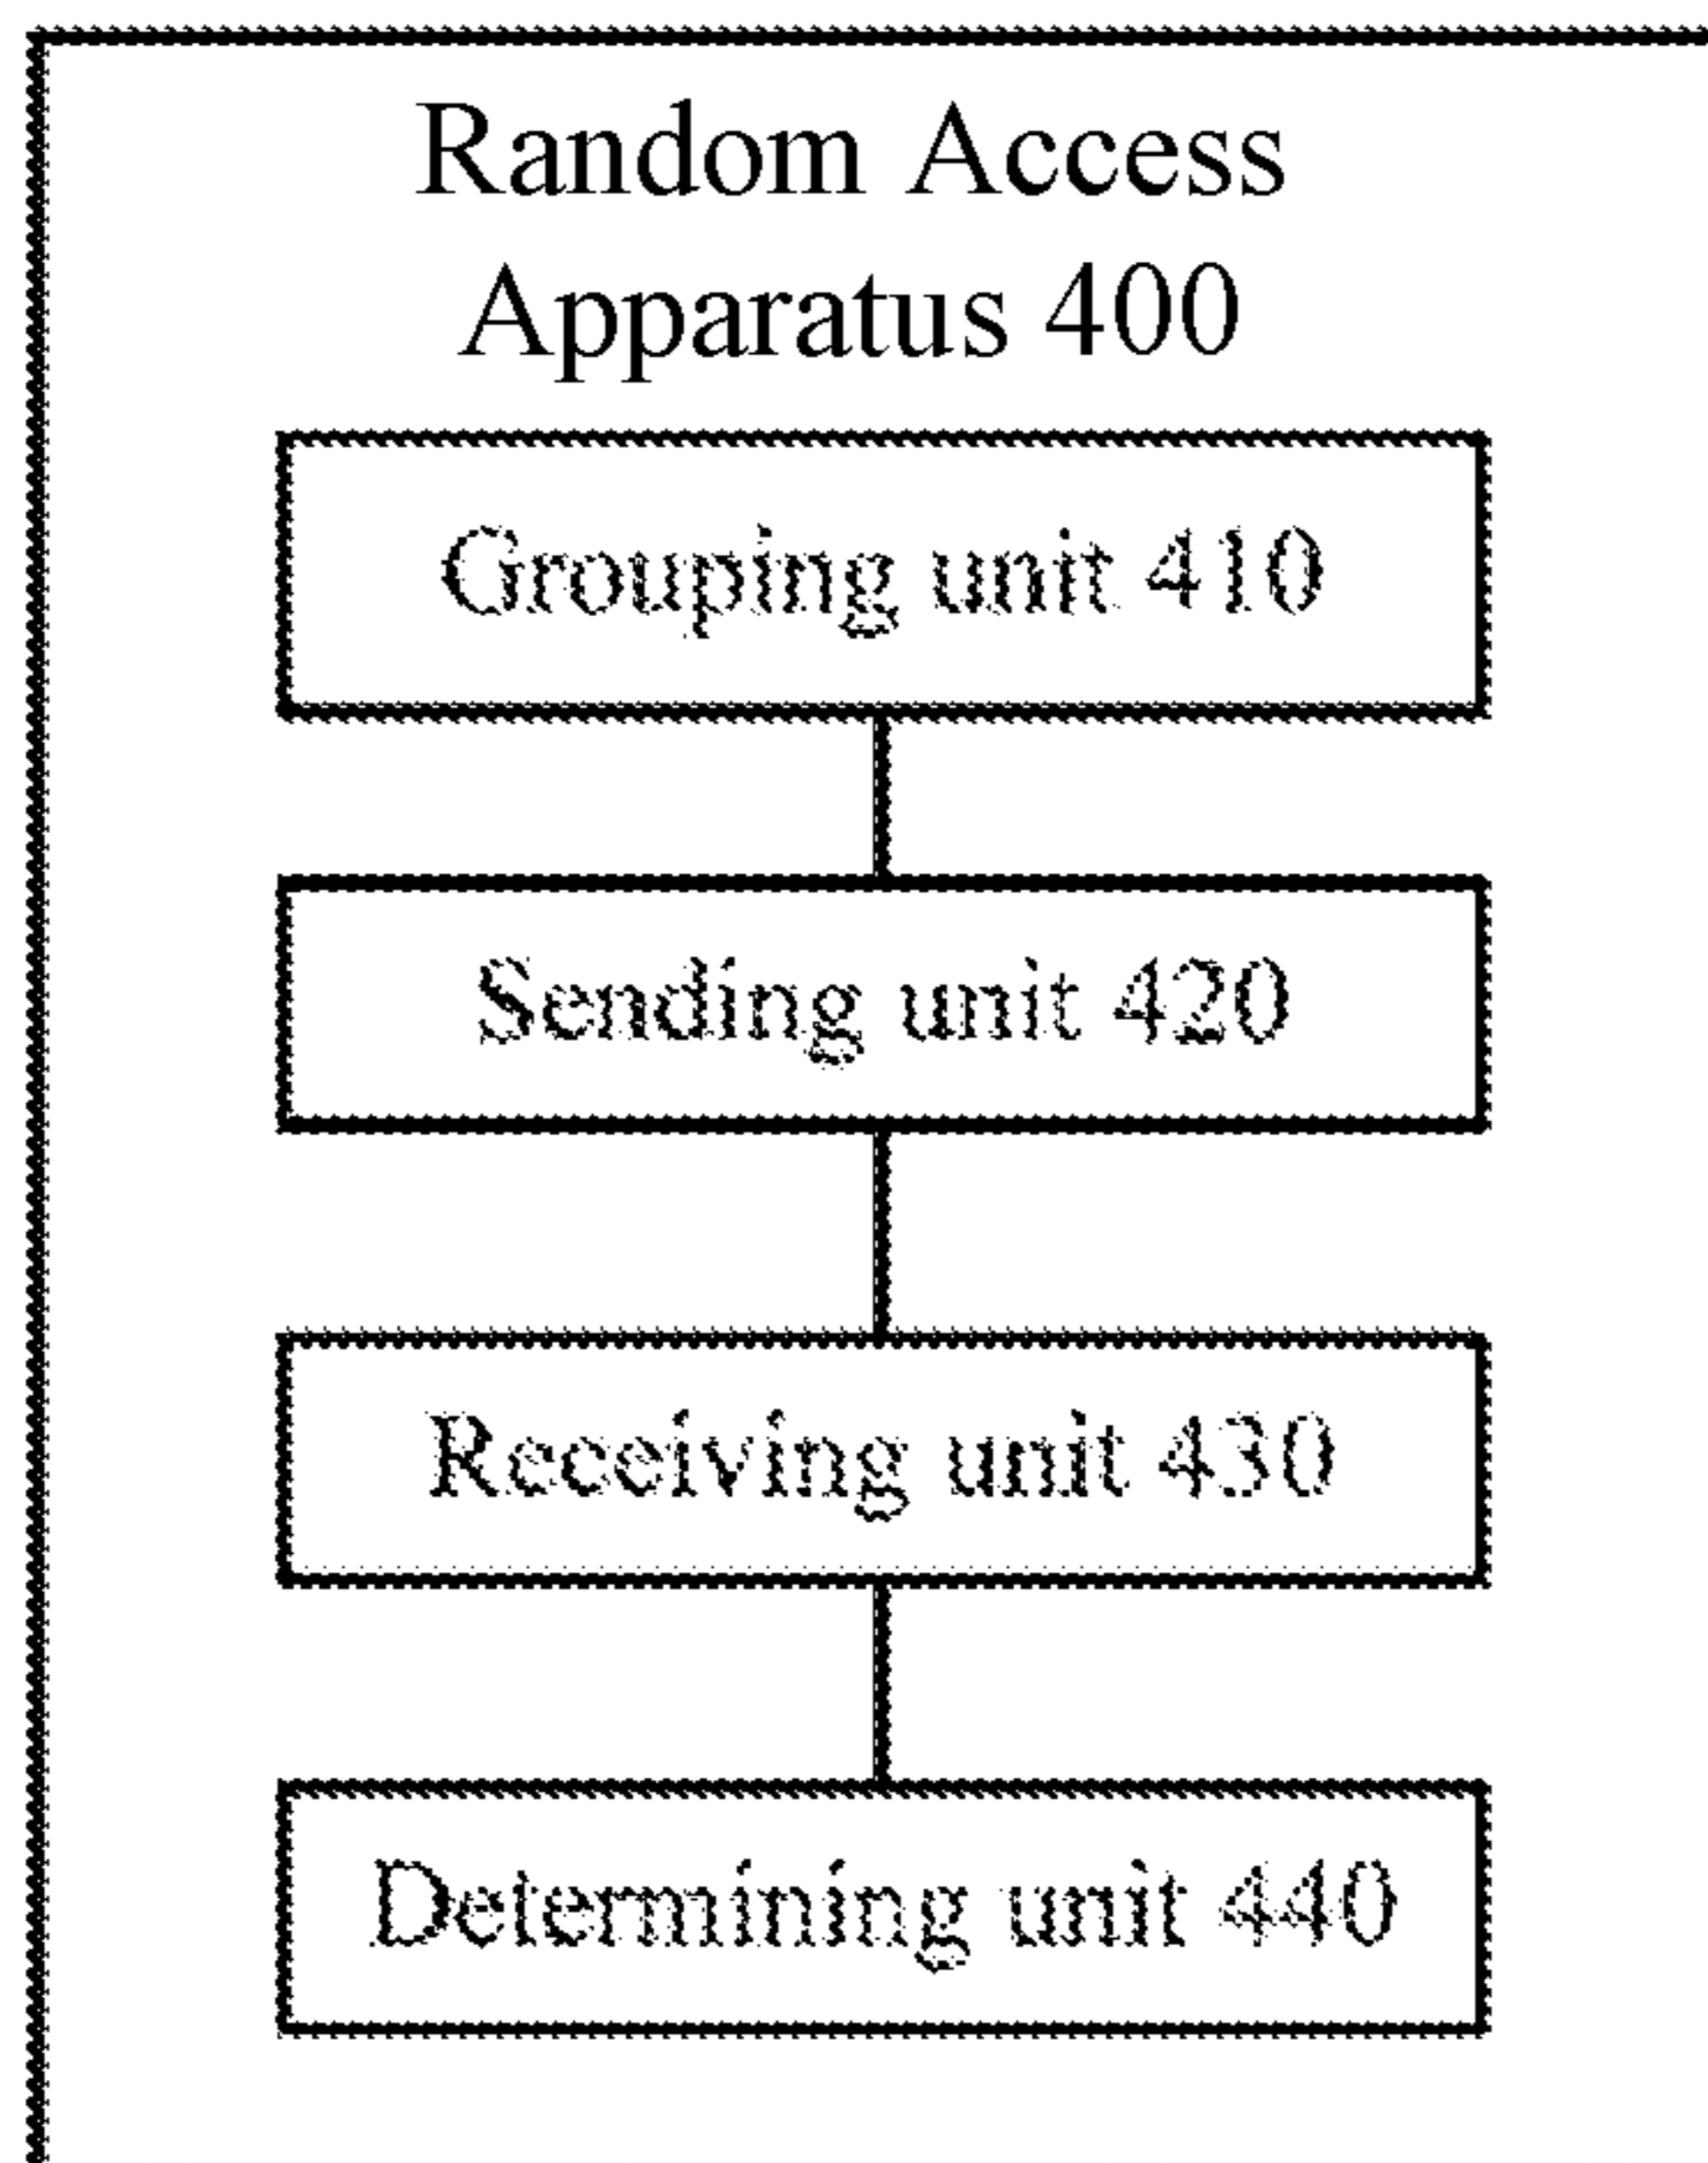 Random Access
Apparatus 400
Grouping unit 410
Sending unit 420
Receiving unit 430
Determining unit 440